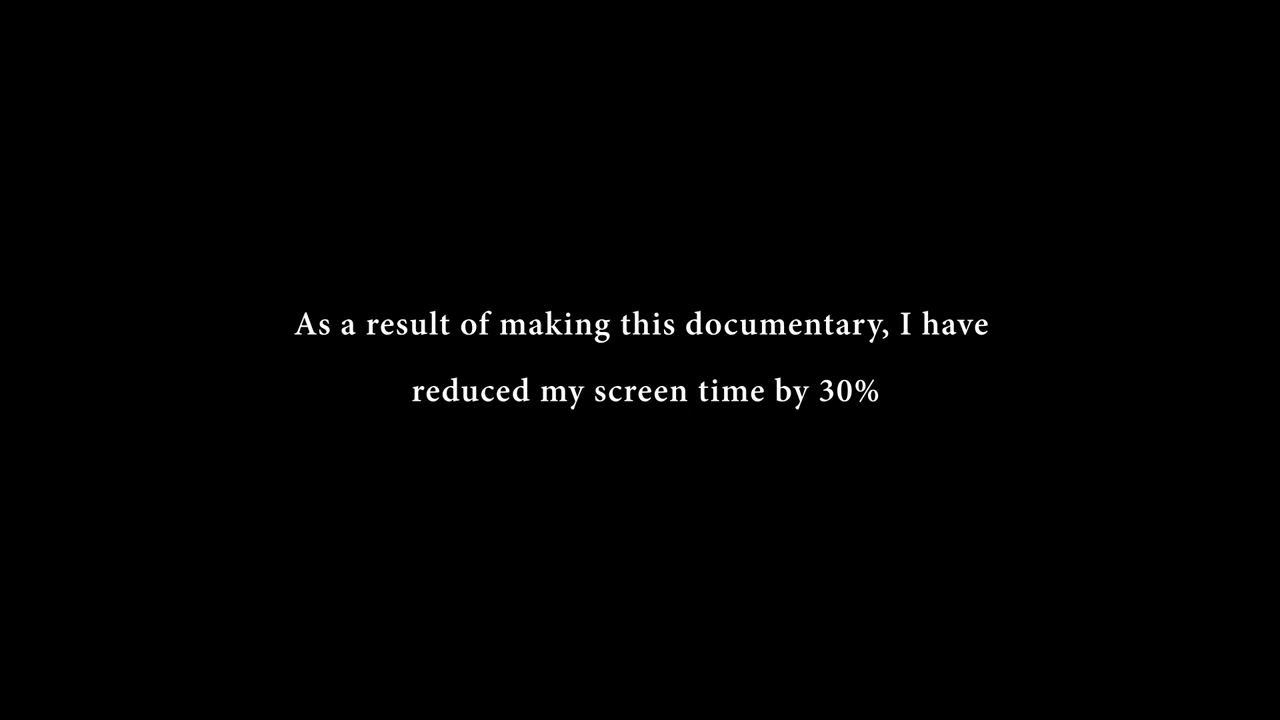 As a result of making this documentary, I have
reduced my screen time by 30%